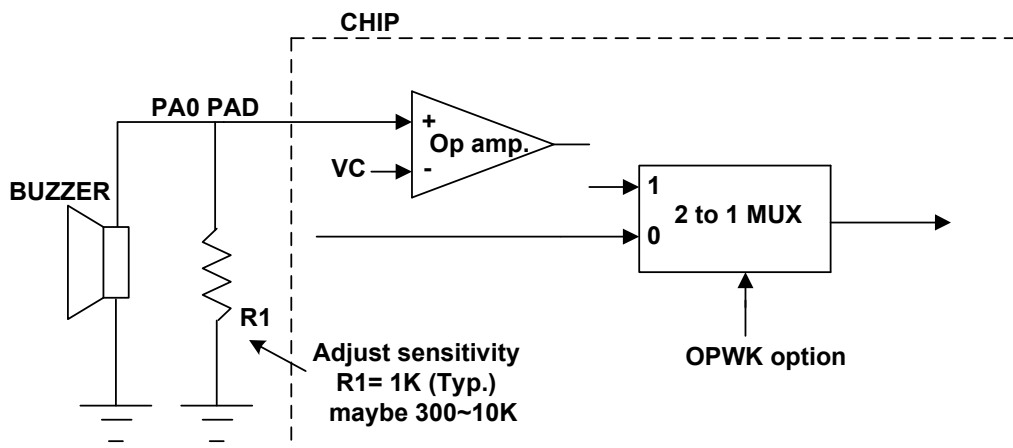 CHIP
PA0 PAD
+
Op amp.
VC
-
BUZZER
1
2 to 1 MUX
0
R1
Adjust sensitivity
R1= 1K (Typ.)
maybe 300~10K
OPWK option